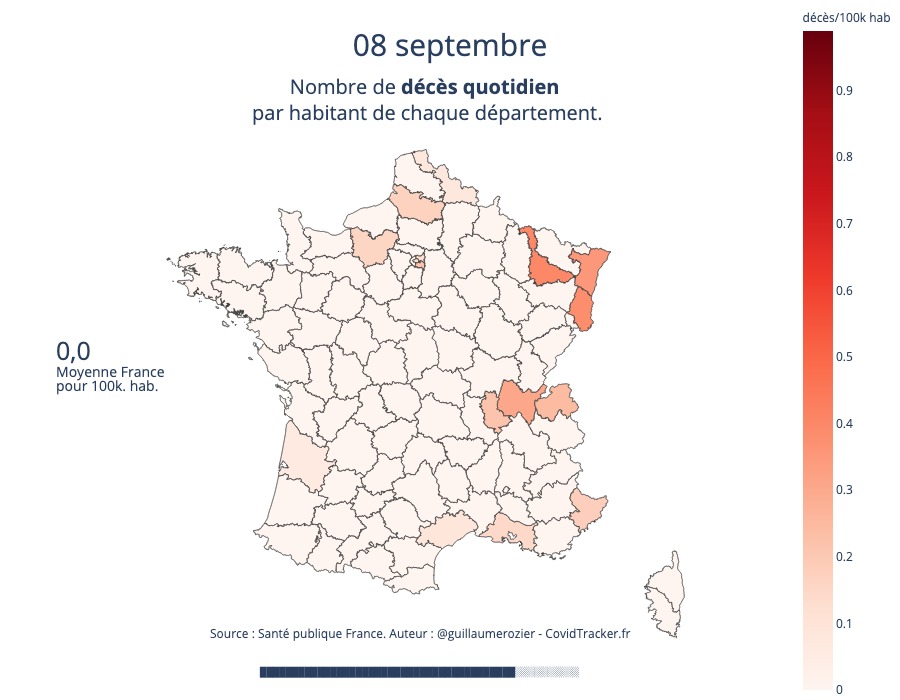 décès/100k hab
08 septembre
Nombre de décès quotidien
par habitant de chaque département.
0.9
0.8
0.7
0.6
0.5
0.4
0.3
0.2
0.1
0
0,0
Moyenne France
pour 100k. hab.
Source : Santé publique France. Auteur : @guillaumerozier - CovidTracker.fr